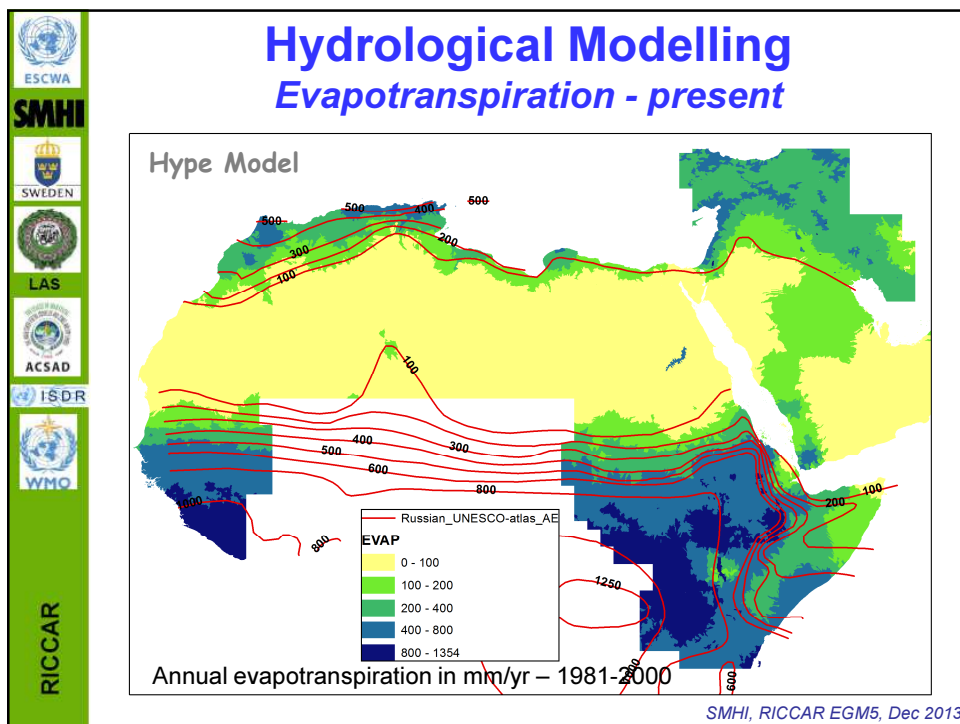 Hydrological Modelling
Evapotranspiration - present
ESCWA
SMHI
SWEDEN
LAS
ACSAD
ISDR
WMO
RICCAR
Hype Model
500
500
400
500
300
200
100
100
400
300
500
600
800
1000
800
1250
200
100
600
Russian_UNESCO-atlas_AE
EVAP
0 - 100
100 - 200
200 - 400
400 - 800
800 - 1354
Annual evapotranspiration in mm/yr – 1981-2000
SMHI, RICCAR EGM5, Dec 2013